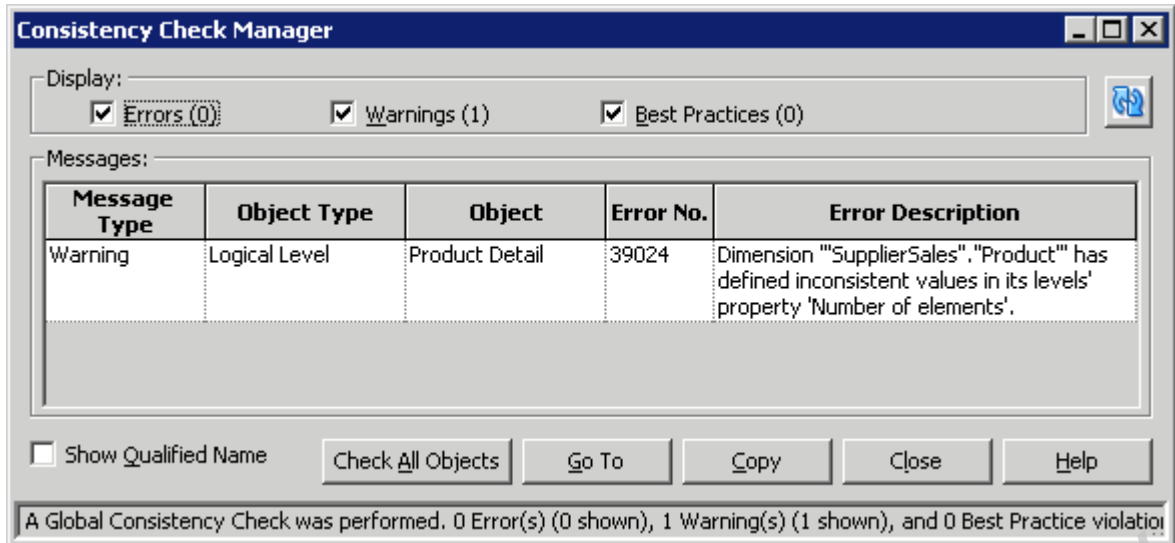 Consistency Check Manager
Display:
Errors (0)
Warnings (1)
Best Practices (0)
Messages:
Message Type
Object Type
Object
Error No.
Error Description
Warning
Logical Level
Product Detail
39024
Dimension '"SupplierSales"."Product"' has
defined inconsistent values in its levels'
property 'Number of elements'.
Show Qualified Name
Check All Objects
Go To
Copy
Close
Help
A Global Consistency Check was performed. 0 Error(s) (0 shown), 1 Warning(s) (1 shown), and 0 Best Practice